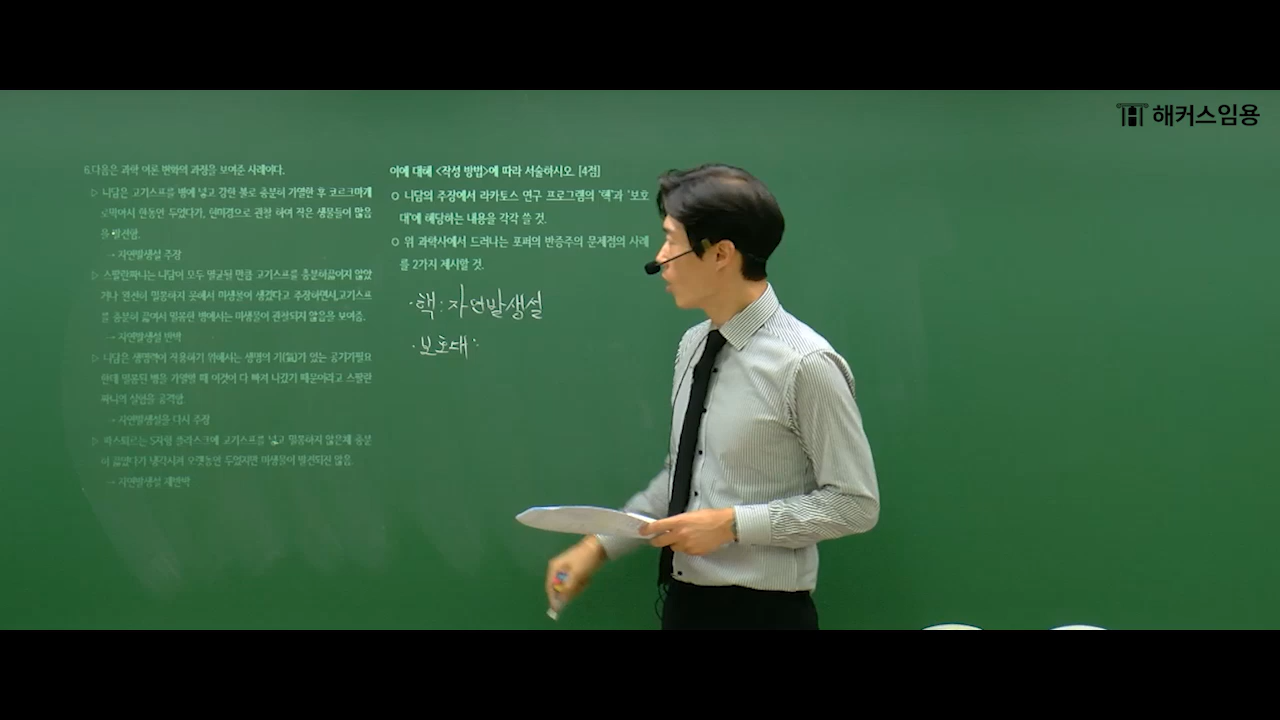 해커스임용
6.다음은 과학 이론 변화의 과정을 보여준 사례이다.
▷ 니담은 고기스프를 병에 넣고 강한 불로 충분히 가열한 후 코르크마개
로막아서 한동안 두었다가, 현미경으로 관찰 하여 작은 생물들이 많음
을 발견함.
→ 자연발생설 주장
▷ 스팔란짜니는 니담이 모두 멸균될 만큼 고기스프를 충분히끓이지 않았
거나 완전히 밀봉하지 못해서 미생물이 생겼다고 주장하면서,고기스프
를 충분히 끓여서 밀봉한 병에서는 미생물이 관찰되지 않음을 보여줌.
→ 자연발생설 반박
▷ 니담은 생명력이 작용하기 위해서는 생명의 기(氣)가 있는 공기가필요
한데 밀봉된 병을 가열할 때 이것이 다 빠져 나갔기 때문이라고 스팔란
짜니의 실험을 공격함.
→ 자연발생설을 다시 주장
▷ 파스퇴르는 S자형 플라스크에 고기스프를 넣고 밀봉하지 않은채 충분
히 끓였다가 냉각시켜 오랫동안 두었지만 미생물이 발견되진 않음.
→ 자연발생설 재반박
이에 대해 <작성 방법>에 따라 서술하시오. [4점]
ㅇ 니담의 주장에서 라카토스 연구 프로그램의 '핵'과 '보호
대'에 해당하는 내용을 각각 쓸 것.
ㅇ 위 과학사에서 드러나는 포퍼의 반증주의 문제점의 사례
를 2가지 제시할 것.
·핵: 자연발생설
·보호대: